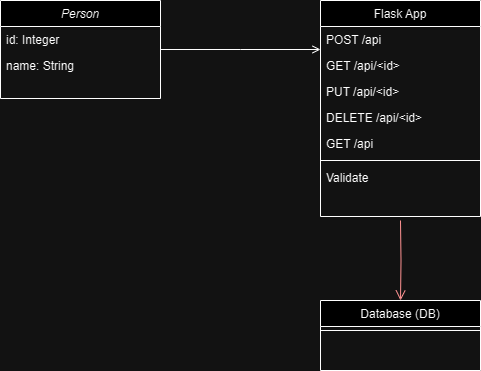 Person
id: Integer
name: String
Flask App
POST /api
GET /api/<id>
PUT /api/<id>
DELETE /api/<id>
GET /api
Validate
Database (DB)